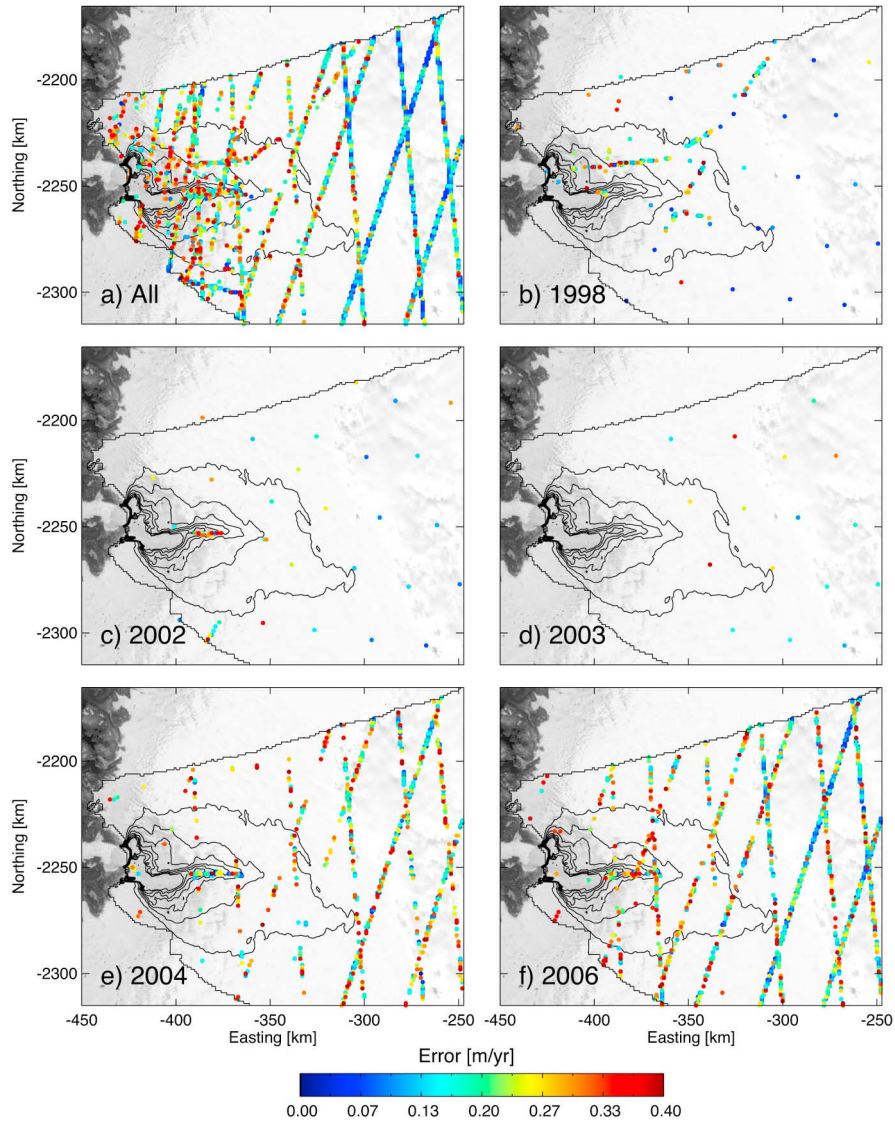 Northing [km]
-2200
-2250
-2300
a) All
b) 1998
Northing [km]
-2200
-2250
-2300
c) 2002
d) 2003
Northing [km]
-2200
-2250
-2300
e) 2004
f) 2006
-450 -400 -350 -300 -250 -450 -400 -350 -300 -250
Easting [km] Easting [km]
Error [m/yr]
0.00 0.07 0.13 0.20 0.27 0.33 0.40